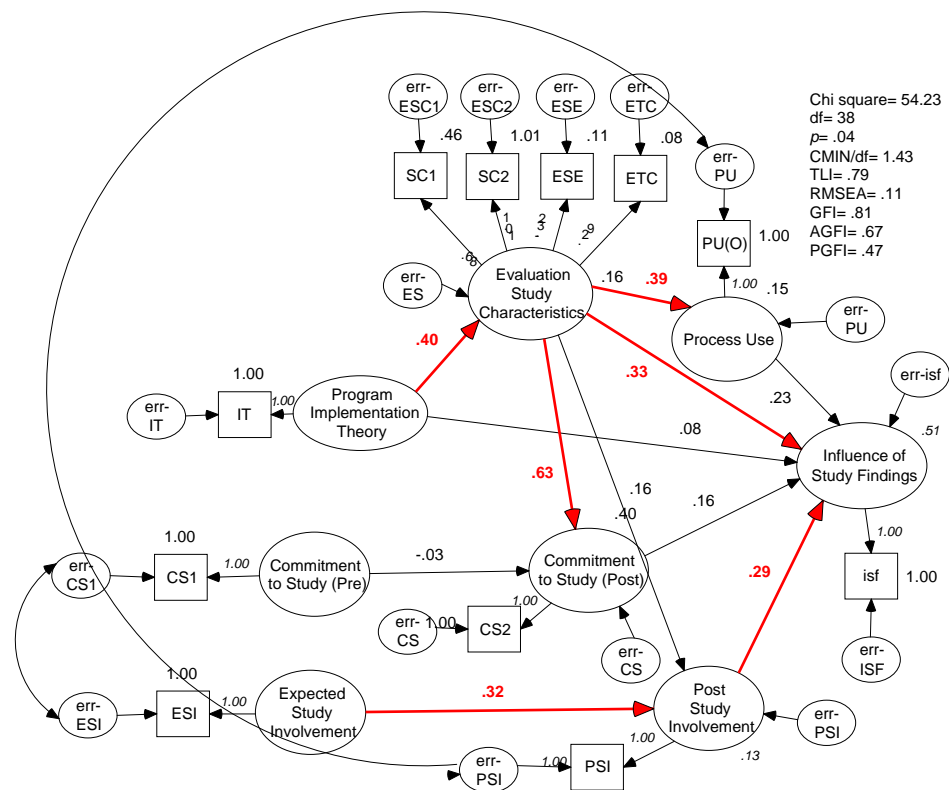 err-
ESC1
err-
ESC2
err-
ESE
err-
ETC
Chi square= 54.23
df= 38
p= .04
CMIN/df= 1.43
TLI= .79
RMSEA= .11
GFI= .81
AGFI= .67
PGFI= .47
.46
1.01
.11
.08
err-
PU
SC1
SC2
ESE
ETC
PU(O)
1.00
.68
1.01
-.23
.29
1.00
.15
err-
ES
Evaluation
Study
Characteristics
.16
.39
Process Use
err-
PU
.40
.33
.23
err-isf
1.00
err-
IT
IT
1.00
Program
Implementation
Theory
.08
.51
Influence of
Study Findings
.63
.16
.16
.40
1.00
1.00
err-
CS1
CS1
1.00
Commitment
to Study (Pre)
-.03
Commitment
to Study (Post)
.29
isf
1.00
err-
CS
1.00
CS2
1.00
err-
CS
err-
ISF
1.00
err-
ESI
ESI
1.00
Expected
Study
Involvement
.32
Post
Study
Involvement
err-
PSI
1.00
.13
err-
PSI
1.00
PSI